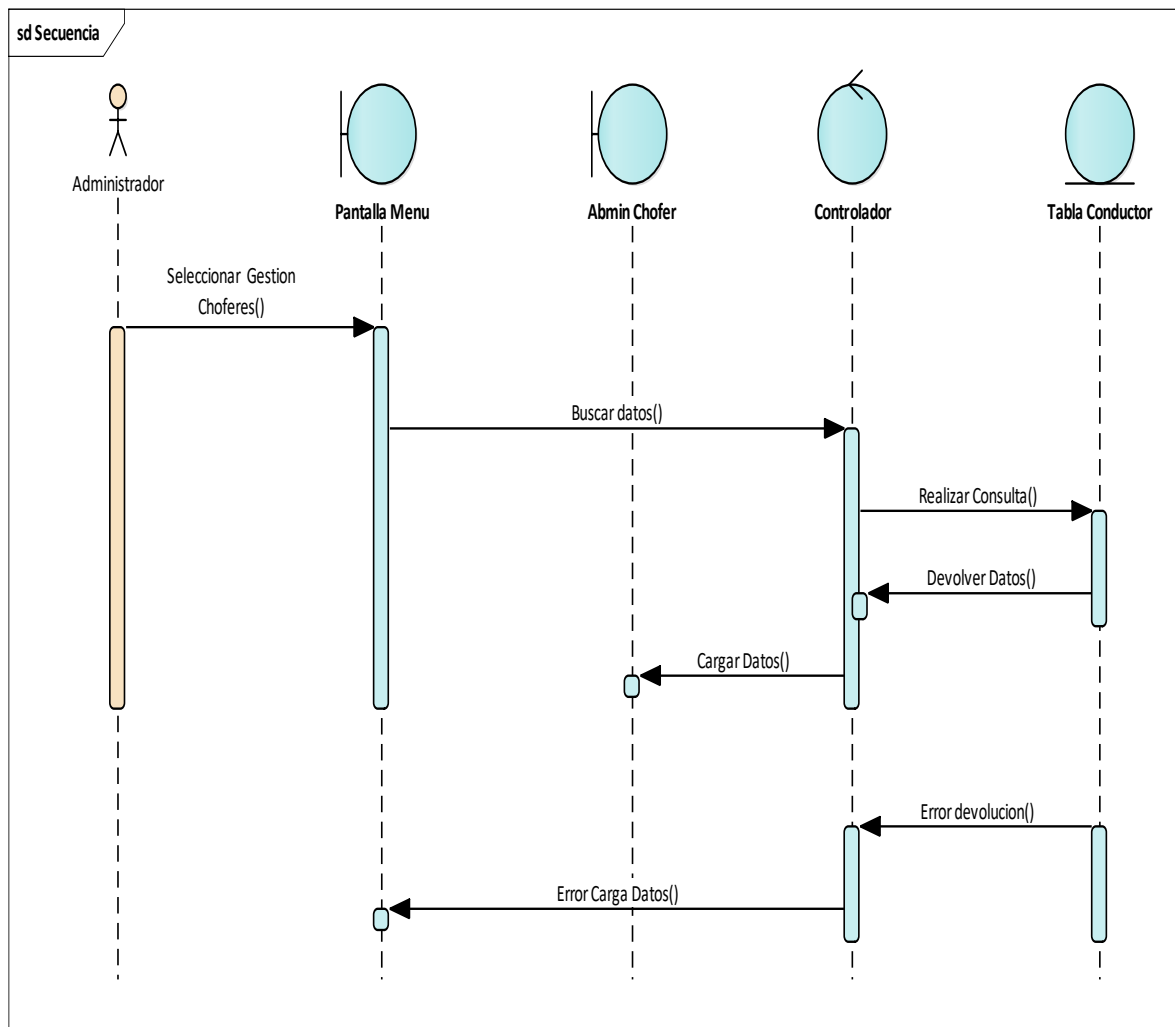 sd Secuencia
Administrador
Pantalla Menu
Abmin Chofer
Controlador
Tabla Conductor
Seleccionar Gestion
Choferes()
Buscar datos()
Realizar Consulta()
Devolver Datos()
Cargar Datos()
Error devolucion()
Error Carga Datos()